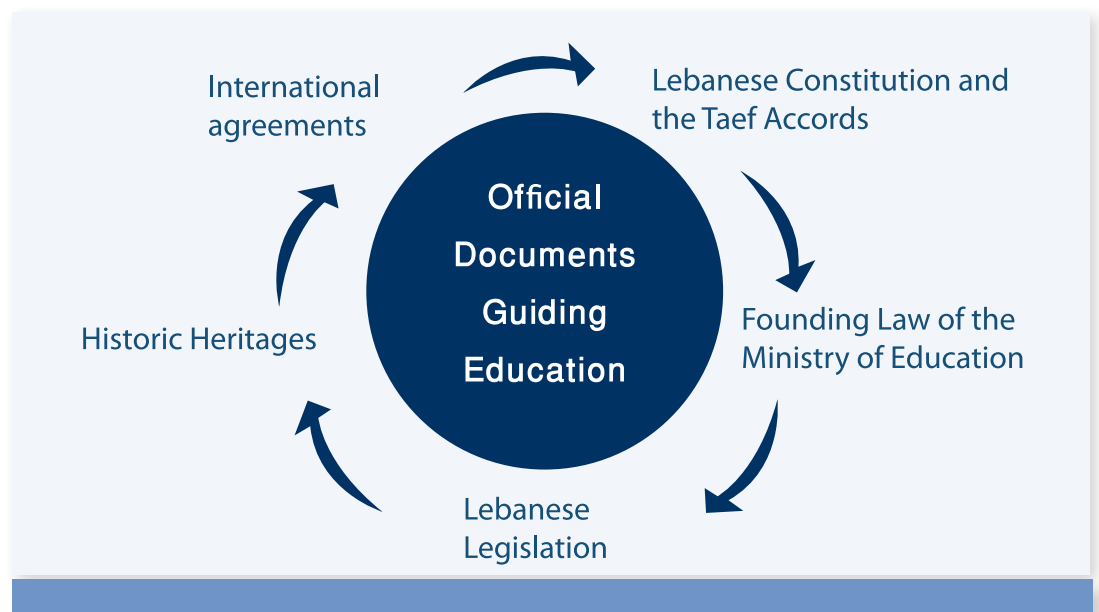 International
agreements
Lebanese Constitution and
the Taef Accords
Official
Documents
Guiding
Education
Founding Law of the
Ministry of Education
Historic Heritages
Lebanese
Legislation